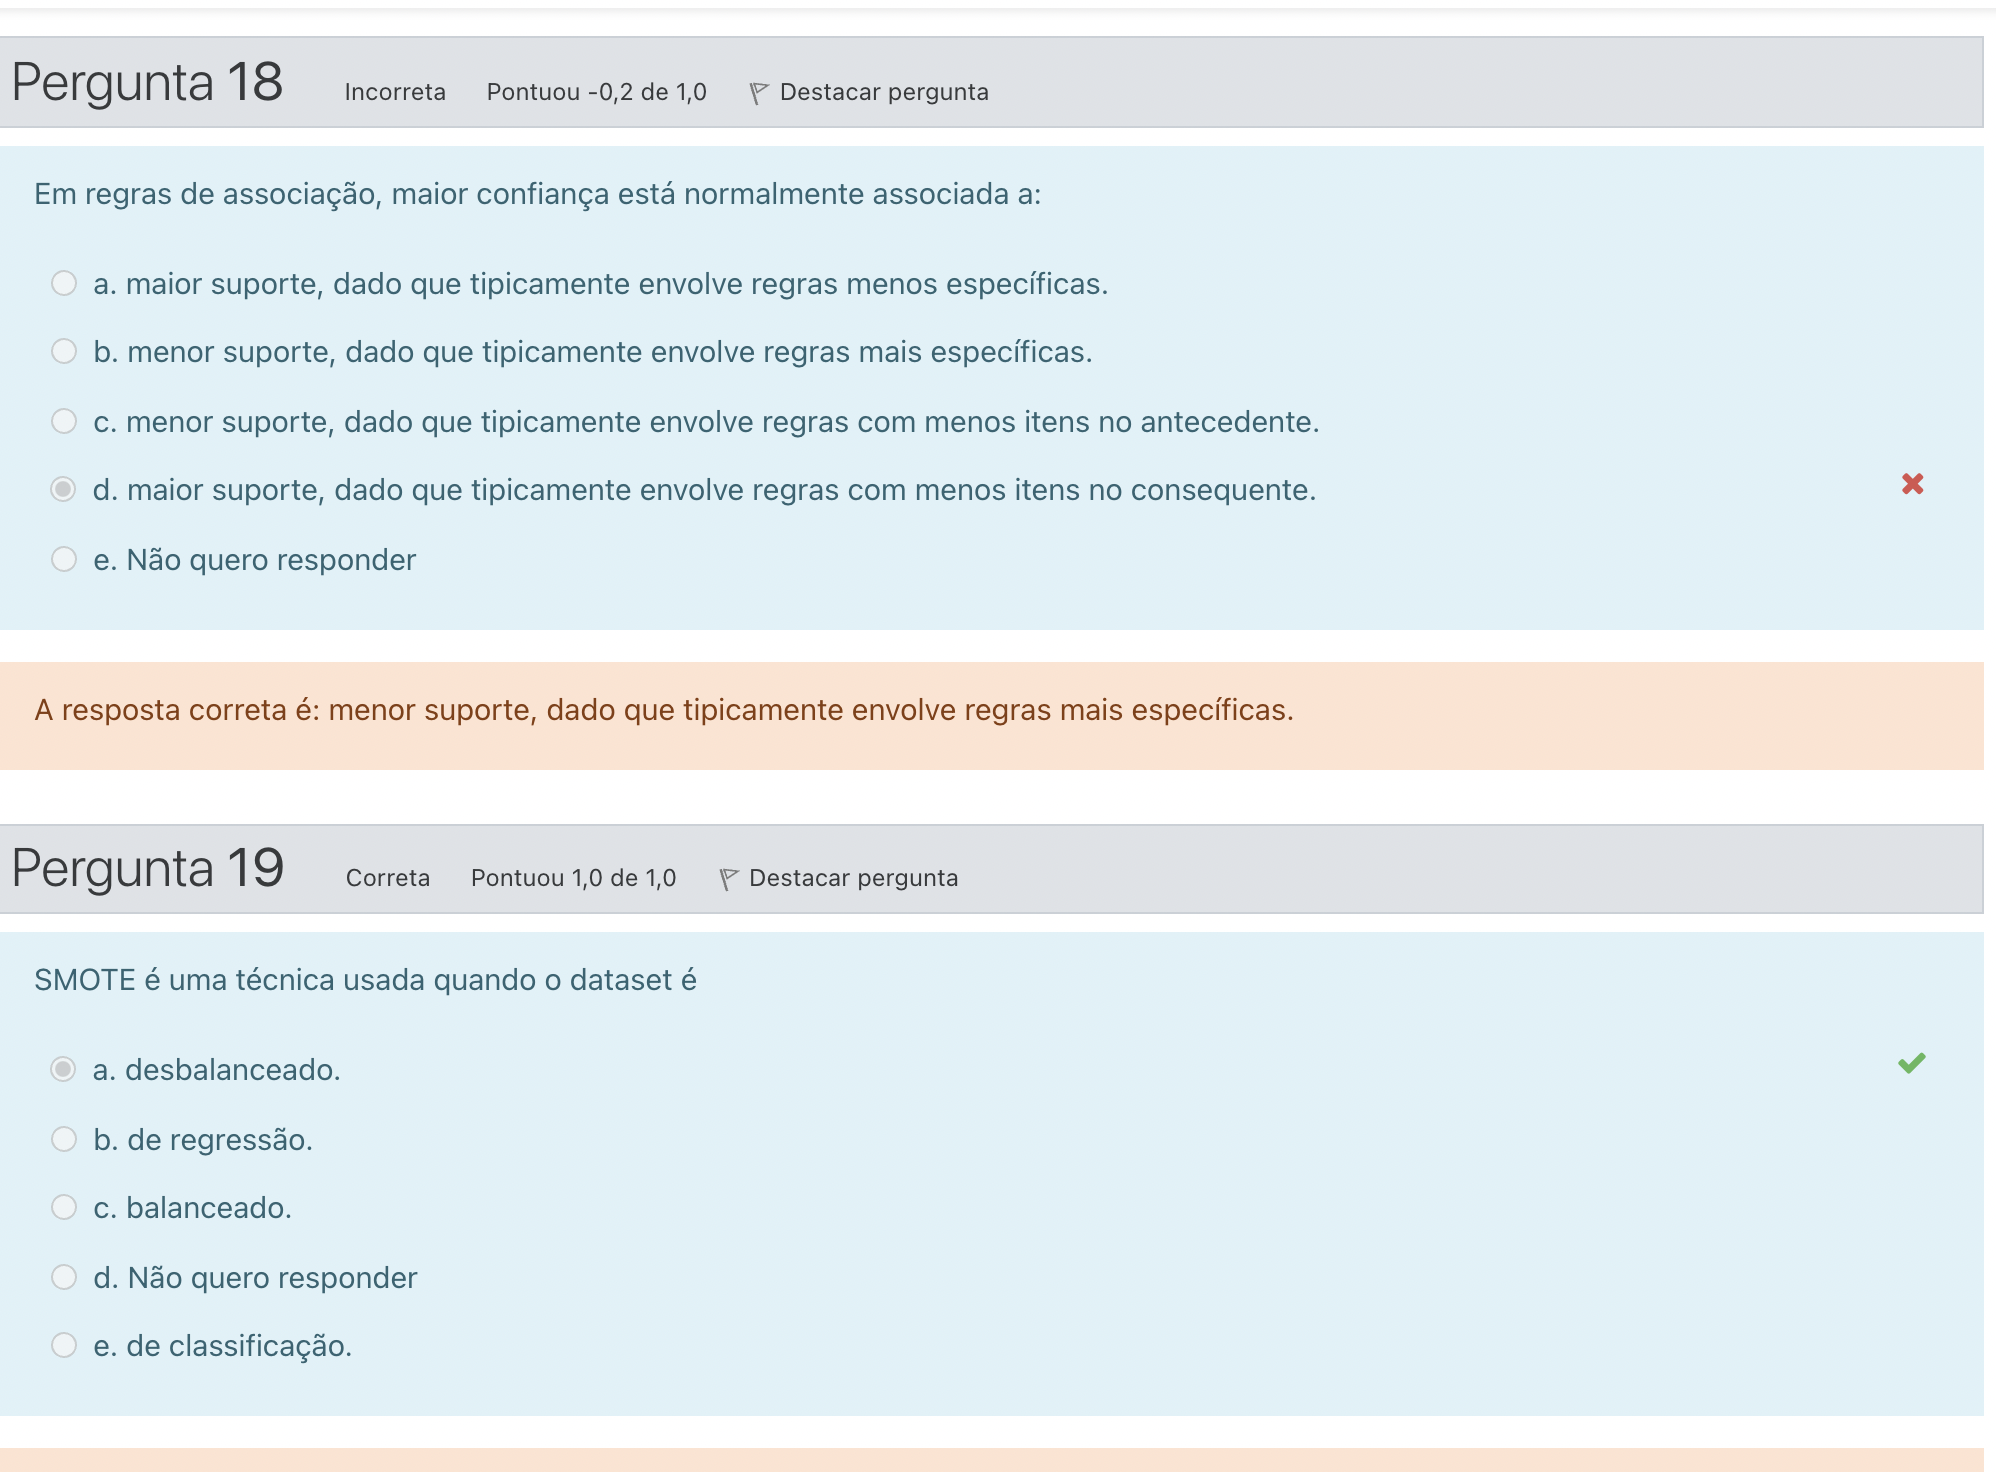 Pergunta 18 Incorreta Pontuou -0,2 de 1,0 Destacar pergunta
Em regras de associação, maior confiança está normalmente associada a:
a. maior suporte, dado que tipicamente envolve regras menos específicas.
b. menor suporte, dado que tipicamente envolve regras mais específicas.
c. menor suporte, dado que tipicamente envolve regras com menos itens no antecedente.
d. maior suporte, dado que tipicamente envolve regras com menos itens no consequente.
e. Não quero responder
A resposta correta é: menor suporte, dado que tipicamente envolve regras mais específicas.
Pergunta 19 Correta Pontuou 1,0 de 1,0 Destacar pergunta
SMOTE é uma técnica usada quando o dataset é
a. desbalanceado.
b. de regressão.
c. balanceado.
d. Não quero responder
e. de classificação.